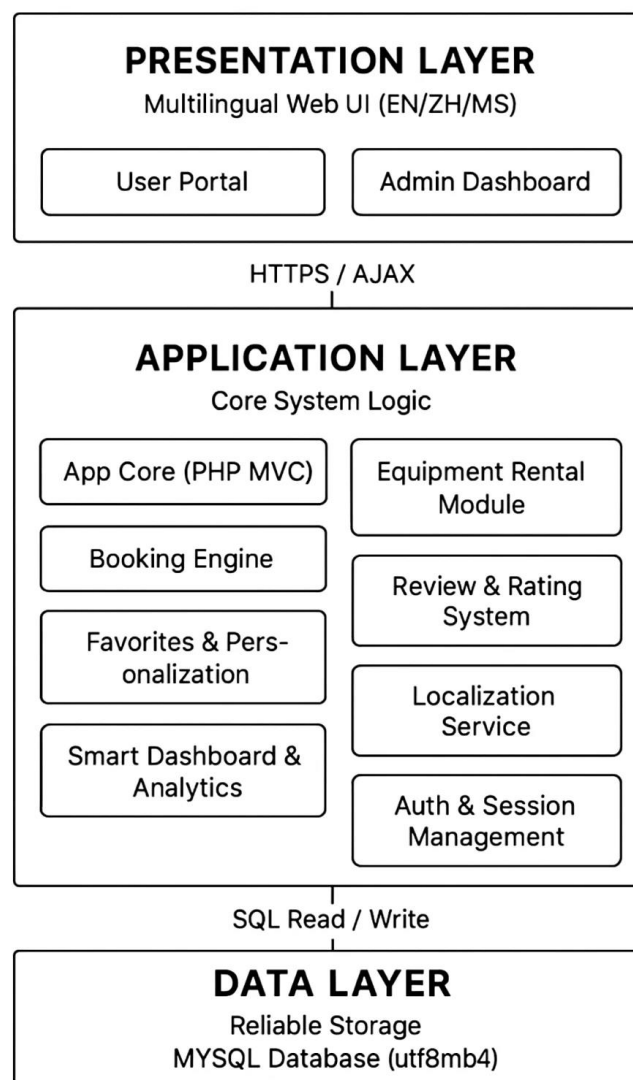 PRESENTATION LAYER
Multilingual Web UI (EN/ZH/MS)
User Portal
Admin Dashboard
HTTPS / AJAX
APPLICATION LAYER
Core System Logic
App Core (PHP MVC)
Booking Engine
Favorites & Pers-
onalization
Smart Dashboard &
Analytics
Equipment Rental
Module
Review & Rating
System
Localization
Service
Auth & Session
Management
SQL Read / Write
DATA LAYER
Reliable Storage
MYSQL Database (utf8mb4)